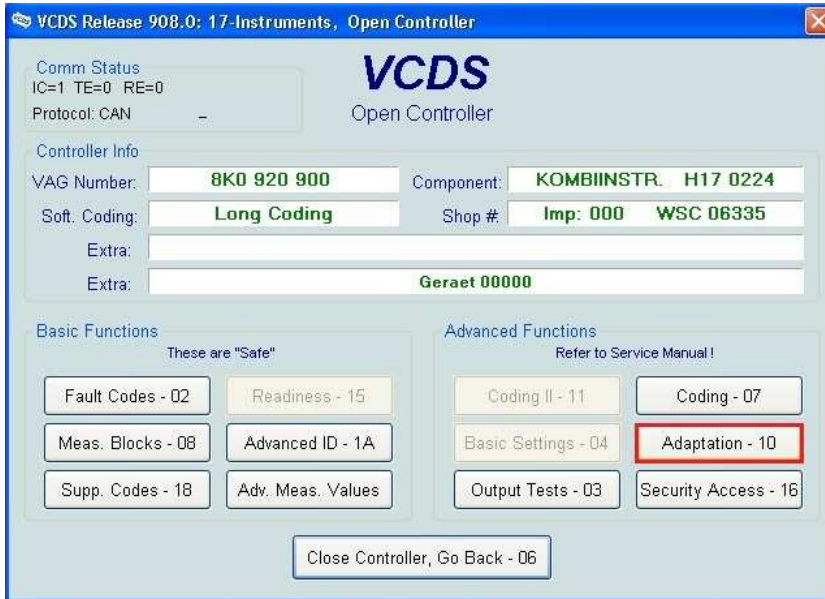 VCDS Release 908.0: 17-Instruments, Open Controller
Comm Status
IC=1 TE=0 RE=0
Protocol: CAN –
VCDS
Open Controller
Controller Info
VAG Number: 8K0 920 900 Component: KOMBIINSTR. H17 0224
Soft. Coding: Long Coding Shop #: Imp: 000 WSC 06335
Extra:
Extra: Geraet 00000
Basic Functions
These are "Safe"
Fault Codes - 02 Readiness - 15
Meas. Blocks - 08 Advanced ID - 1A
Supp. Codes - 18 Adv. Meas. Values
Advanced Functions
Refer to Service Manual !
Coding II - 11 Coding - 07
Basic Settings - 04 Adaptation - 10
Output Tests - 03 Security Access - 16
Close Controller, Go Back - 06